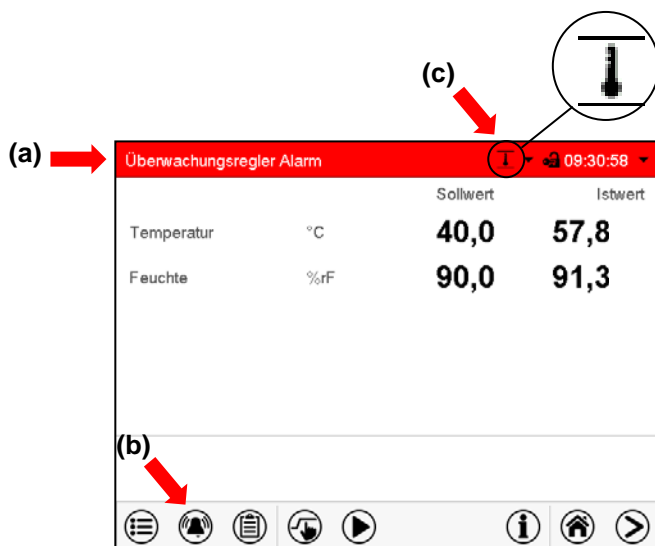 (c)
(a)
Überwachungsregler Alarm 09:30:58
Sollwert Istwert
Temperatur °C 40,0 57,8
Feuchte %rF 90,0 91,3
(b)